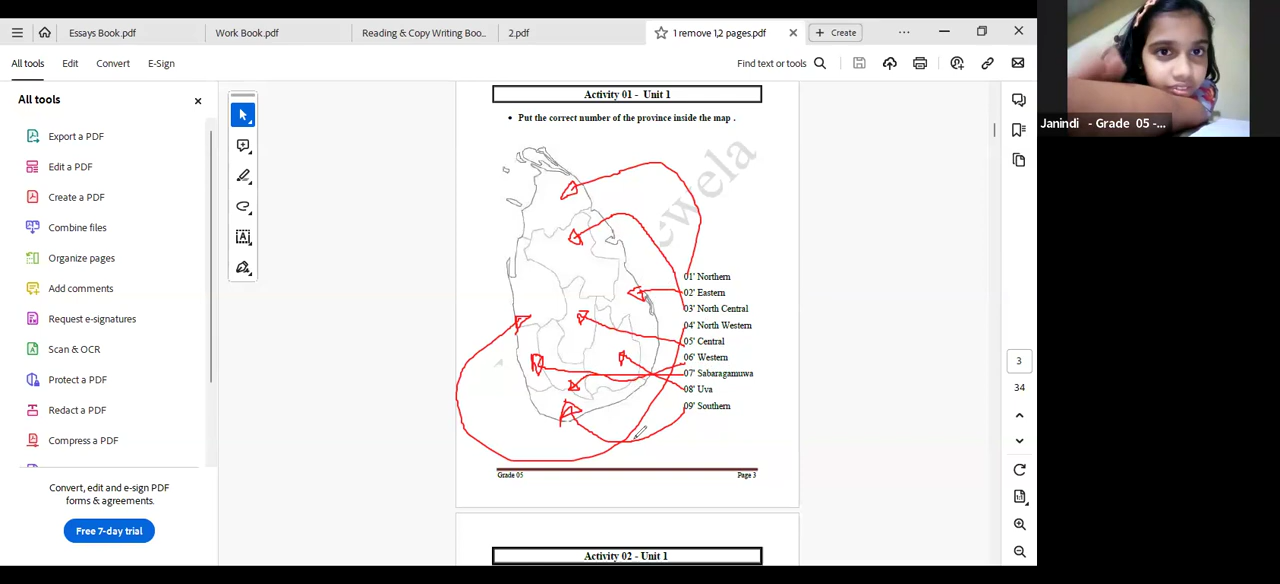 Essays Book.pdf
Work Book.pdf
Reading & Copy Writing Boo...
2.pdf
1 remove 1,2 pages.pdf
Create
All tools
Edit
Convert
E-Sign
Find text or tools
All tools
Export a PDF
Edit a PDF
Create a PDF
Combine files
Organize pages
Add comments
Request e-signatures
Scan & OCR
Protect a PDF
Redact a PDF
Compress a PDF
Convert, edit and e-sign PDF
forms & agreements.
Free 7-day trial
Activity 01 - Unit 1
• Put the correct number of the province inside the map .
ewela
01' Northern
02' Eastern
03' North Central
04' North Western
05' Central
06' Western
07' Sabaragamuwa
08' Uva
09' Southern
Grade 05
Page 3
Activity 02 - Unit 1
3
34
Janindi - Grade 05 -...